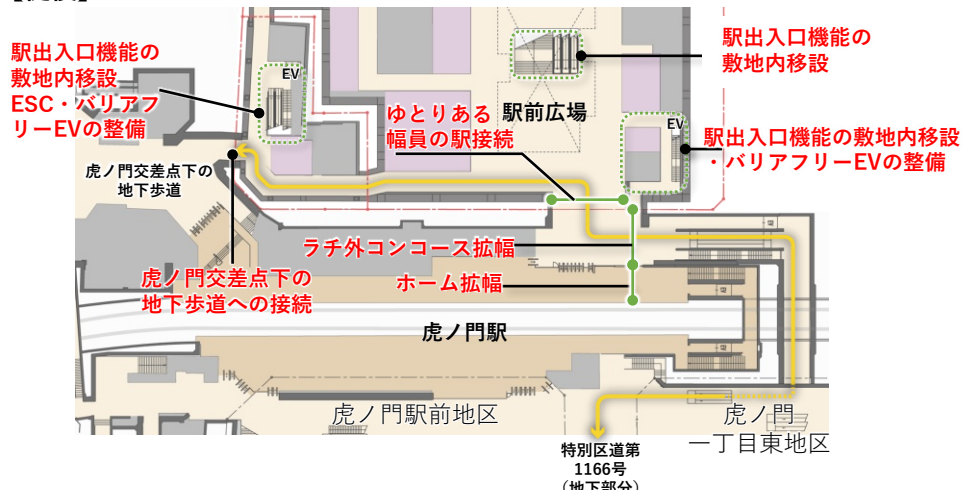 駅出入口機能の
敷地内移設
ESC・バリアフ
リーEVの整備
EV
駅出入口機能の
敷地内移設
駅前広場
ゆとりある
幅員の駅接続
EV
駅出入口機能の敷地内移設
・バリアフリーEVの整備
虎ノ門交差点下の
地下歩道
ラチ外コンコース拡幅
虎ノ門交差点下の
地下歩道への接続
ホーム拡幅
虎ノ門駅
虎ノ門駅前地区
虎ノ門
一丁目東地区
特別区道第
1166号
（地下部分）